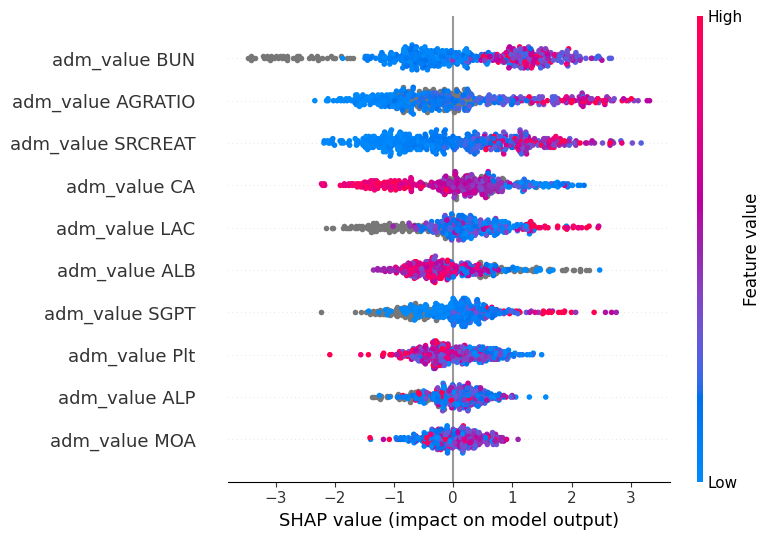 High
adm_value BUN
adm_value AGRATIO
adm_value SRCREAT
adm_value CA
adm_value LAC
adm_value ALB
adm_value SGPT
adm_value Plt
adm_value ALP
adm_value MOA
Feature value
Low
−3 −2 −1 0 1 2 3
SHAP value (impact on model output)